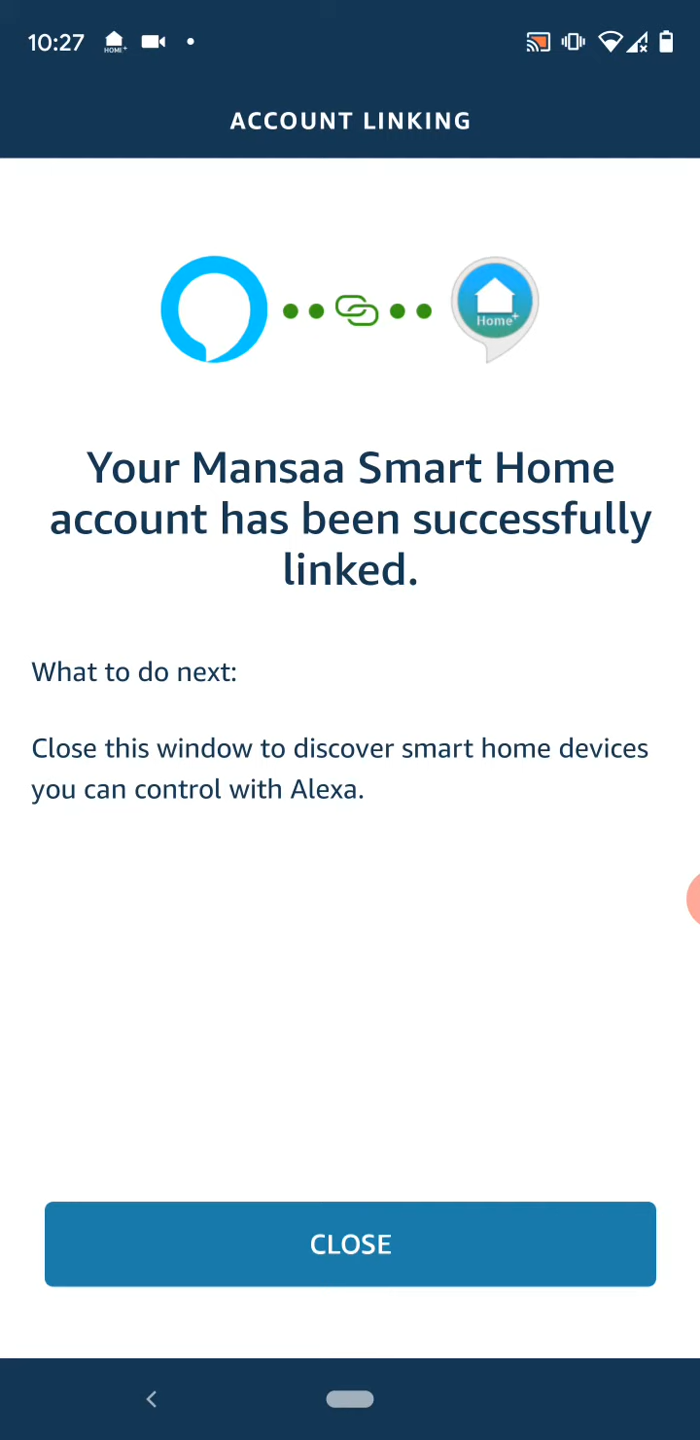 10:27 HOME+
ACCOUNT LINKING
Home+
Your Mansaa Smart Home
account has been successfully
linked.
What to do next:
Close this window to discover smart home devices
you can control with Alexa.
CLOSE